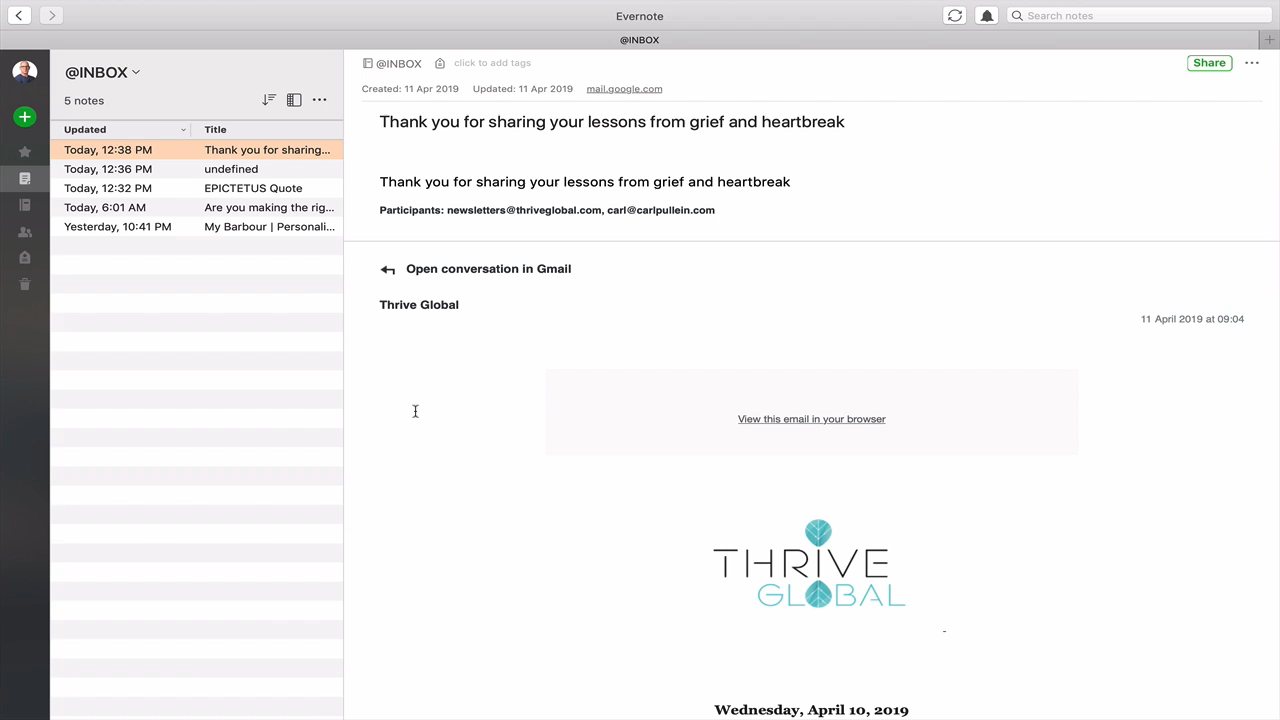 Evernote
Search notes
@INBOX
@INBOX
5 notes
Updated Title
Today, 12:38 PM Thank you for sharing...
Today, 12:36 PM undefined
Today, 12:32 PM EPICTETUS Quote
Today, 6:01 AM Are you making the rig...
Yesterday, 10:41 PM My Barbour | Personali...
@INBOX click to add tags
Share
Created: 11 Apr 2019 Updated: 11 Apr 2019 mail.google.com
Thank you for sharing your lessons from grief and heartbreak
Thank you for sharing your lessons from grief and heartbreak
Participants: newsletters@thriveglobal.com, carl@carlpullein.com
Open conversation in Gmail
Thrive Global
11 April 2019 at 09:04
View this email in your browser
THRIVE
GLOBAL
Wednesday, April 10, 2019